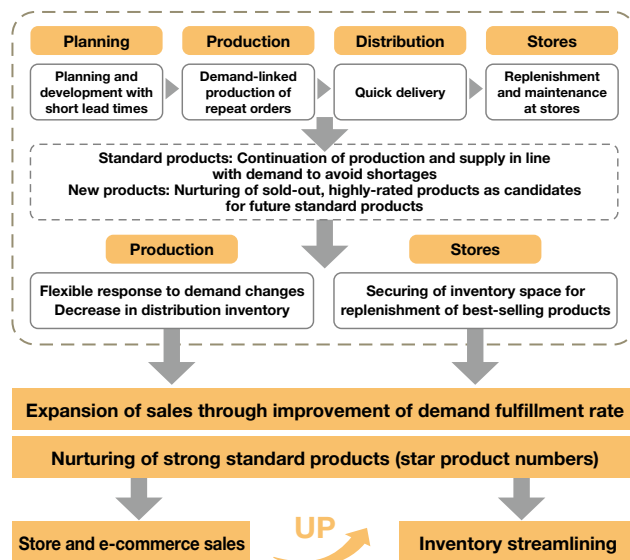 Planning
Production
Distribution
Stores
Planning and
development with
short lead times
Demand-linked
production of
repeat orders
Quick delivery
Replenishment
and maintenance
at stores
Standard products: Continuation of production and supply in line
with demand to avoid shortages
New products: Nurturing of sold-out, highly-rated products as candidates
for future standard products
Production
Stores
Flexible response to demand changes
Decrease in distribution inventory
Securing of inventory space for
replenishment of best-selling products
Expansion of sales through improvement of demand fulfillment rate
Nurturing of strong standard products (star product numbers)
Store and e-commerce sales
UP
Inventory streamlining